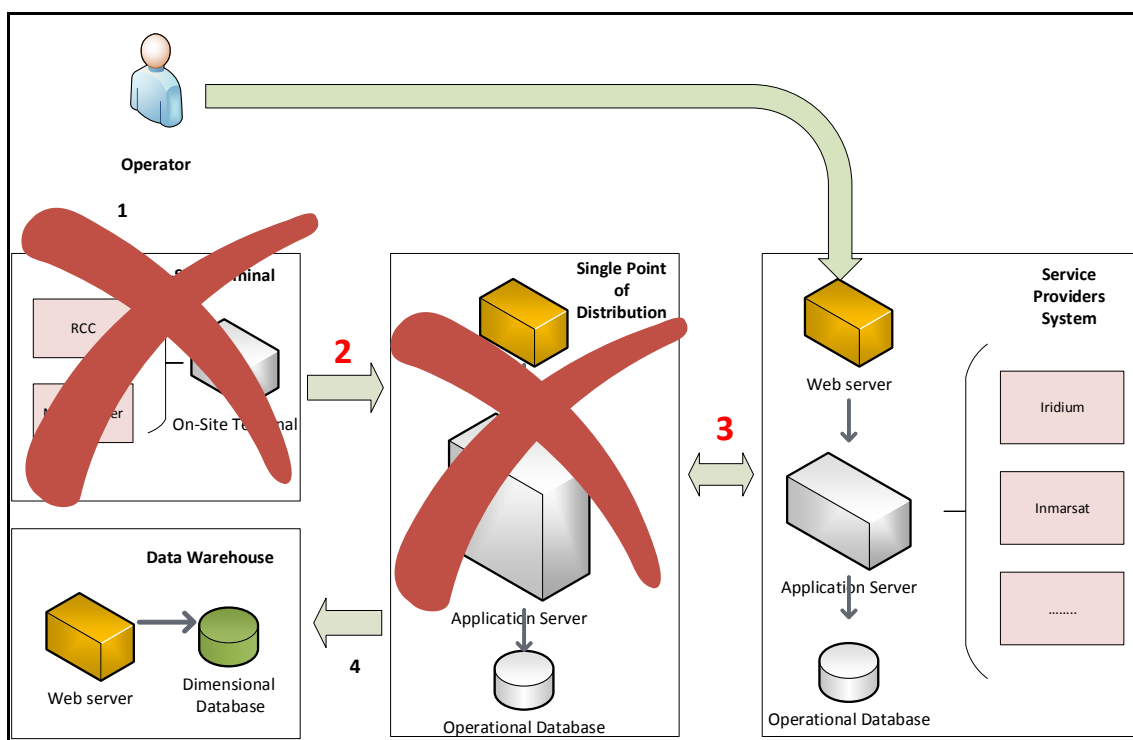 Operator
1
RCC
On-Site
2
Single Point
of
Distribution
Application Server
Operational Database
3
Service
Providers
System
Web server
Application Server
Operational Database
Iridium
Inmarsat
........
Data Warehouse
Web server
Dimensional
Database
4